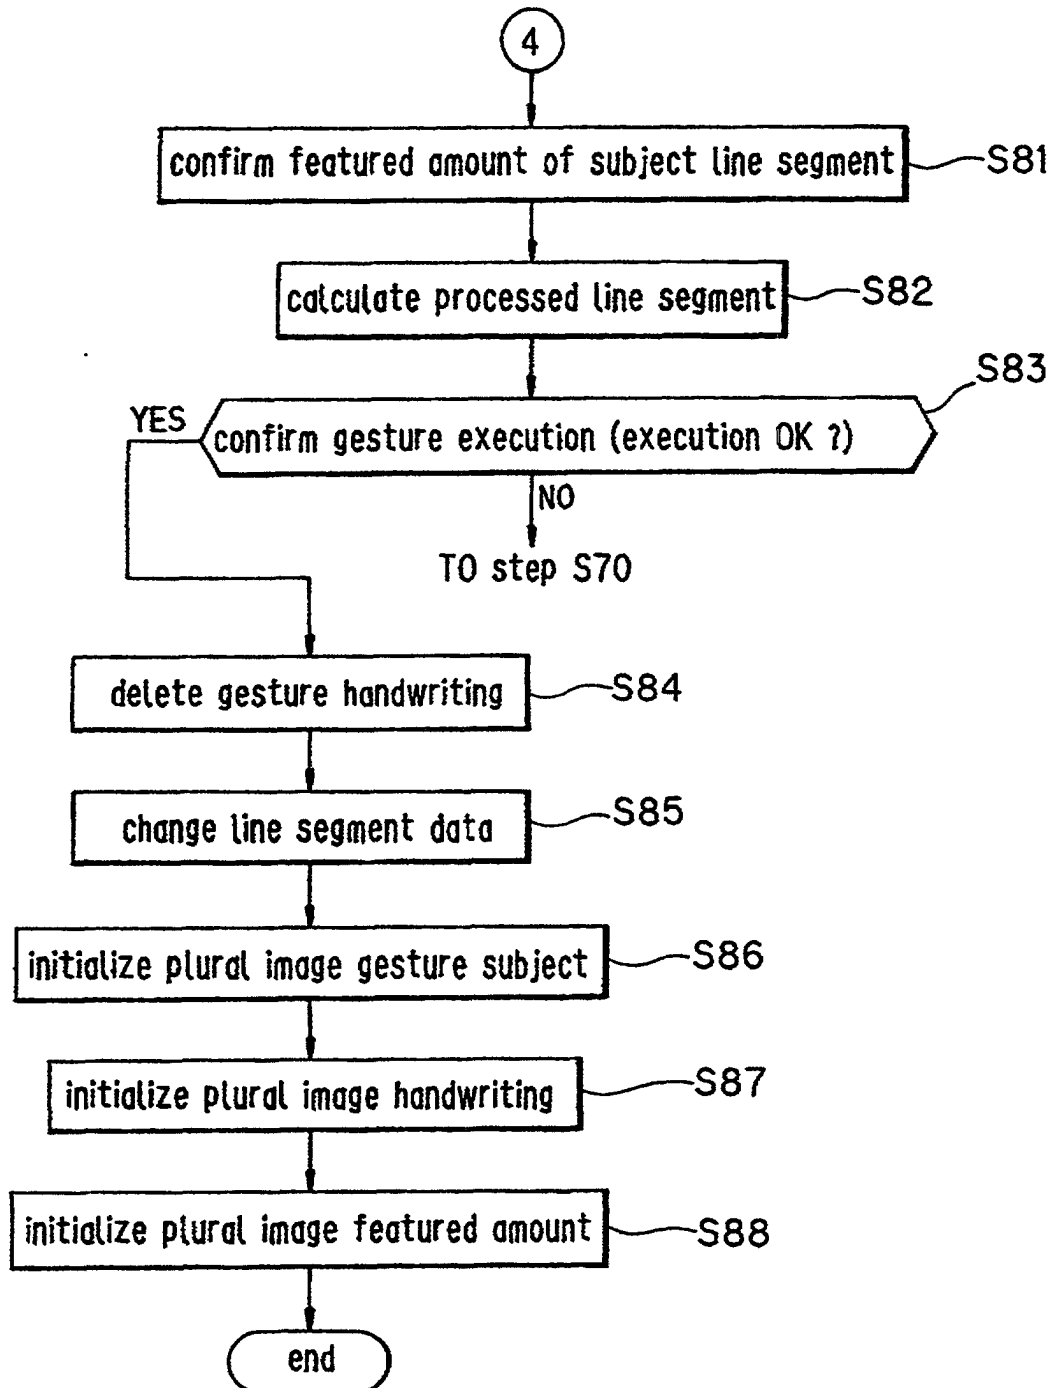 4
confirm featured amount of subject line segment
S81
calculate processed line segment
S82
S83
YES
confirm gesture execution (execution OK ?)
NO
TO step S70
delete gesture handwriting
S84
change line segment data
S85
initialize plural image gesture subject
S86
initialize plural image handwriting
S87
initialize plural image featured amount
S88
end